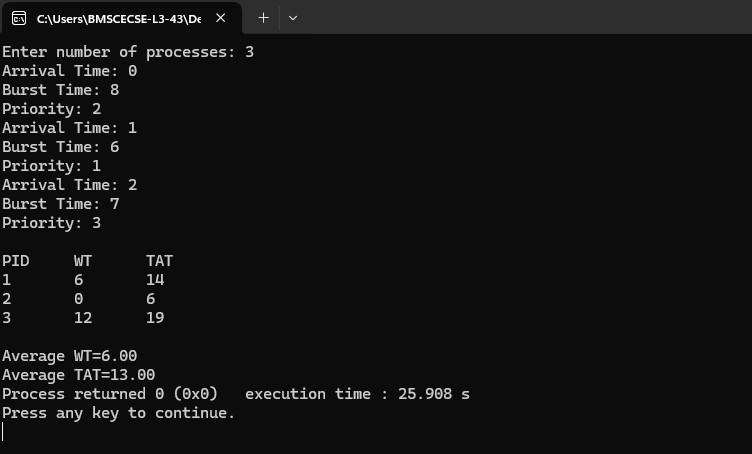 C:\Users\BMSCECSE-L3-43\De
Enter number of processes: 3
Arrival Time: 0
Burst Time: 8
Priority: 2
Arrival Time: 1
Burst Time: 6
Priority: 1
Arrival Time: 2
Burst Time: 7
Priority: 3
PID WT TAT
1 6 14
2 0 6
3 12 19
Average WT=6.00
Average TAT=13.00
Process returned 0 (0x0) execution time : 25.908 s
Press any key to continue.